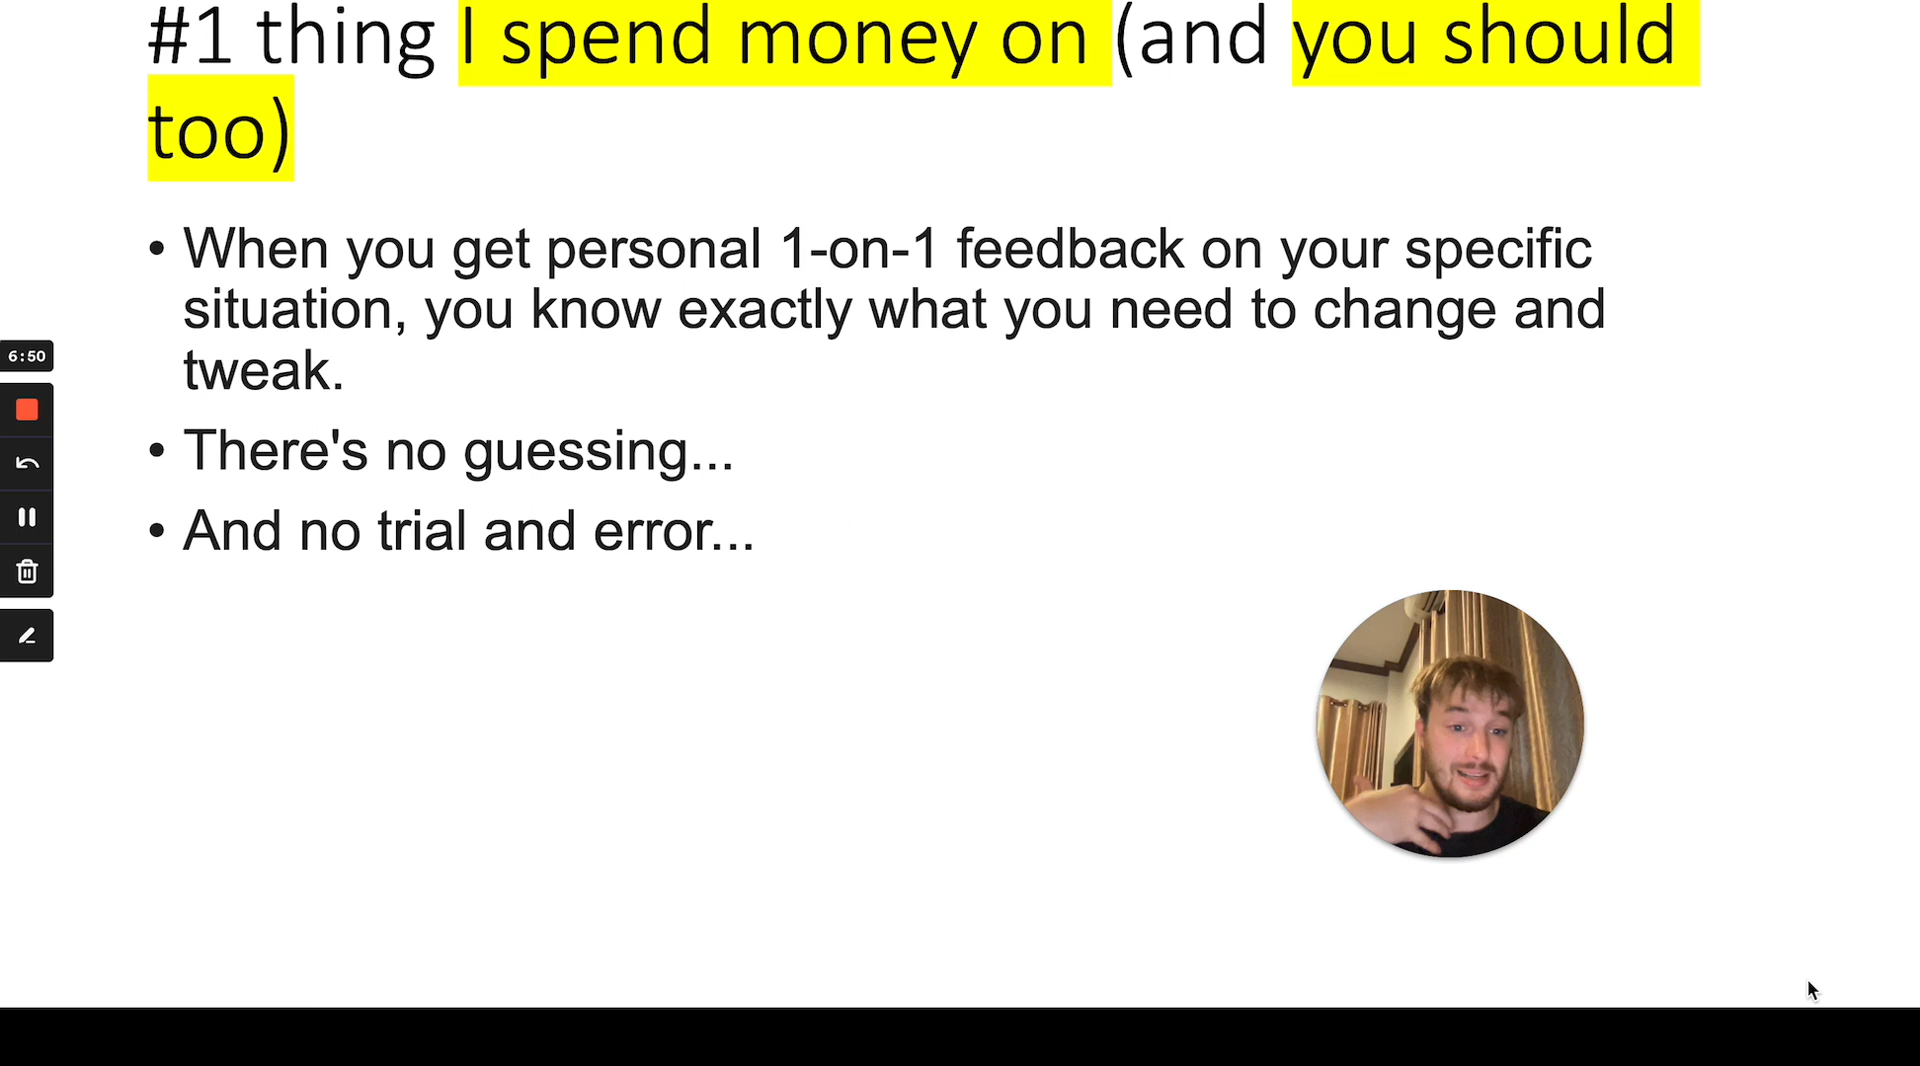 #1 thing I spend money on (and you should
too)
• When you get personal 1-on-1 feedback on your specific
situation, you know exactly what you need to change and
tweak.
6:50
• There's no guessing...
• And no trial and error...